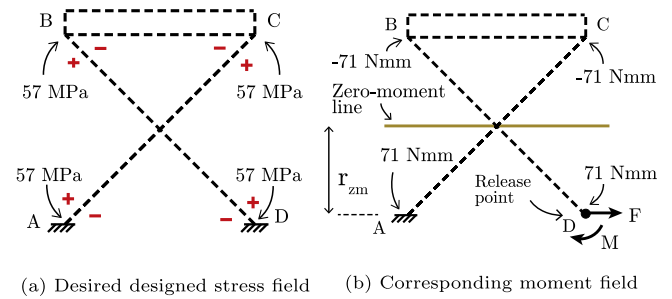 B
C
57 MPa
57 MPa
57 MPa
57 MPa
A
D
+
−
−
+
+
−
+
−
(a) Desired designed stress field
B
C
-71 Nmm
-71 Nmm
Zero-moment
line
71 Nmm
71 Nmm
r_zm
Release
point
A
D
F
M
(b) Corresponding moment field